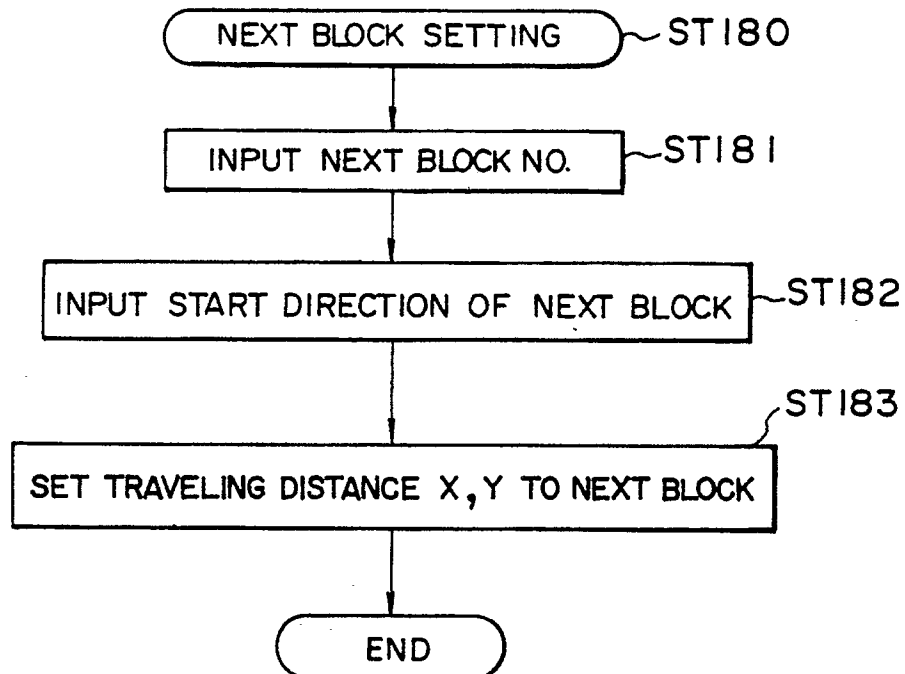 NEXT BLOCK SETTING
ST180
INPUT NEXT BLOCK NO.
ST181
INPUT START DIRECTION OF NEXT BLOCK
ST182
ST183
SET TRAVELING DISTANCE X, Y TO NEXT BLOCK
END